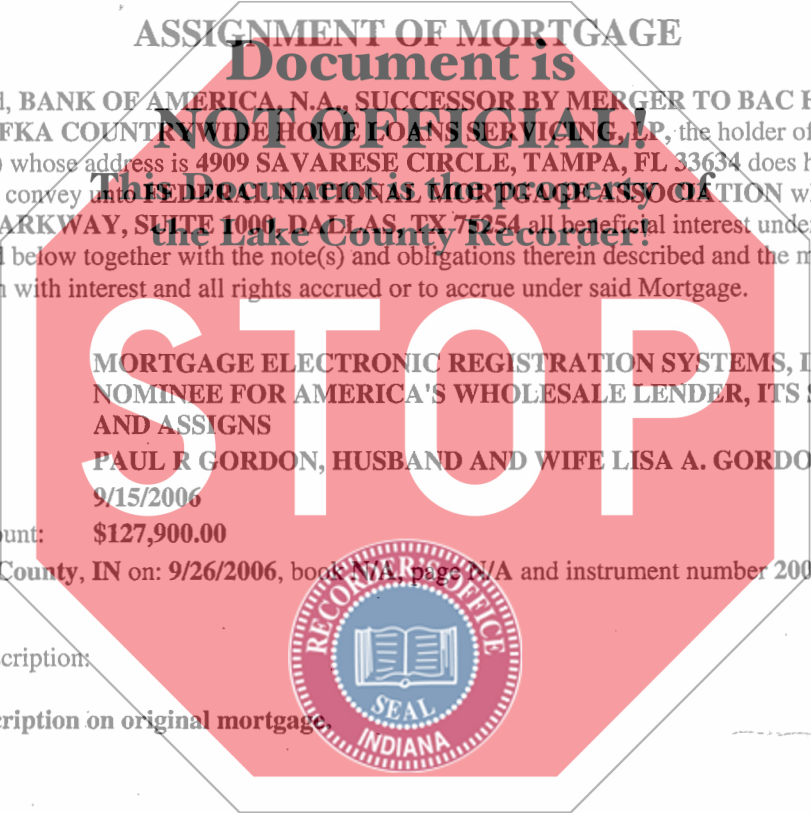 ASSIGNMENT OF MORTGAGE
Document is
BANK OF AMERICA, N.A., SUCCESSOR BY MERGER TO BAC
NOT OFFICIAL!
FKA COUNTRYWIDE HOME LOANS SERVICING, LP, the holder of
whose address is 4909 SAVARESE CIRCLE, TAMPA, FL 33634 does
This Document is the property of
convey unto FEDERAL NATIONAL MORTGAGE ASSOCIATION
the Lake County Recorder!
ARKWAY, SUITE 1000, DALLAS, TX 75254 all beneficial interest unde
below together with the note(s) and obligations therein described and the
with interest and all rights accrued or to accrue under said Mortgage.
STOP
MORTGAGE ELECTRONIC REGISTRATION SYSTEMS,
NOMINEE FOR AMERICA'S WHOLESALE LENDER, ITS
AND ASSIGNS
PAUL R GORDON, HUSBAND AND WIFE LISA A. GORDO
9/15/2006
unt: $127,900.00
County, IN on: 9/26/2006, book N/A, page N/A and instrument number 200
RECORDER'S OFFICE
cription:
SEAL
cription on original mortgage.
INDIANA